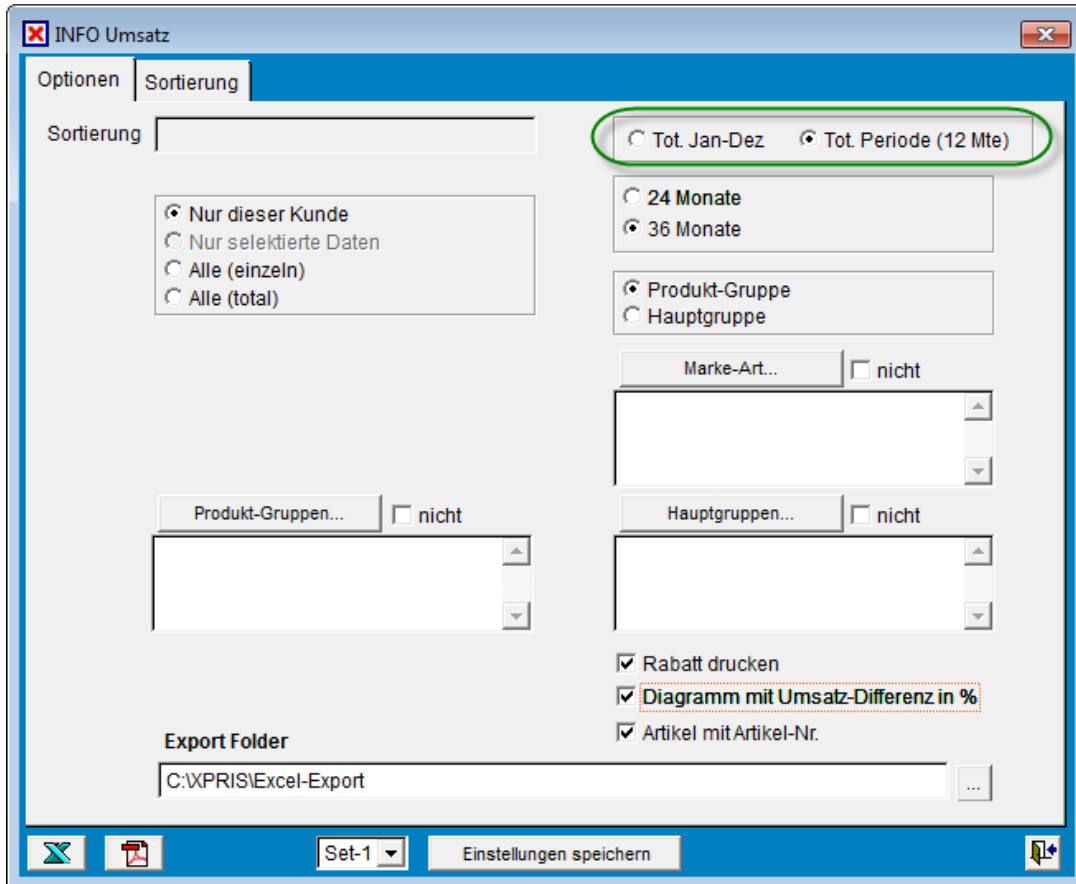 INFO Umsatz
Optionen Sortierung
Sortierung
Tot. Jan-Dez Tot. Periode (12 Mte)
24 Monate
36 Monate
Nur dieser Kunde
Nur selektierte Daten
Alle (einzeln)
Alle (total)
Produkt-Gruppe
Hauptgruppe
Marke-Art... nicht
Produkt-Gruppen... nicht
Hauptgruppen... nicht
Rabatt drucken
Diagramm mit Umsatz-Differenz in %
Artikel mit Artikel-Nr.
Export Folder
C:\XPRIS\Excel-Export
...
Set-1 Einstellungen speichern